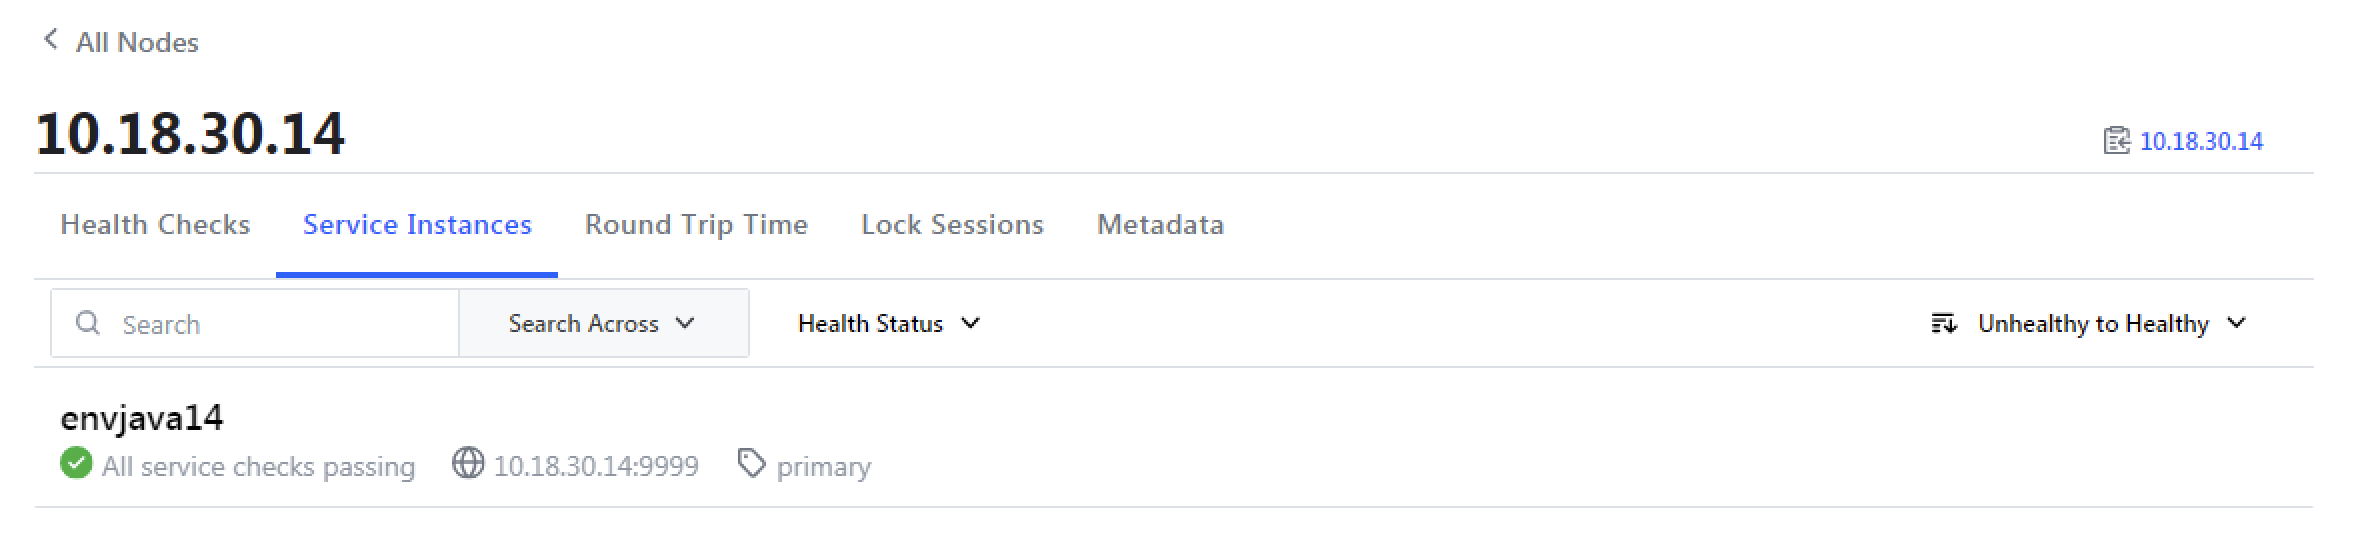 All Nodes
10.18.30.14
10.18.30.14
Health Checks Service Instances Round Trip Time Lock Sessions Metadata
Search Search Across Health Status Unhealthy to Healthy
envjava14
All service checks passing 10.18.30.14:9999 primary